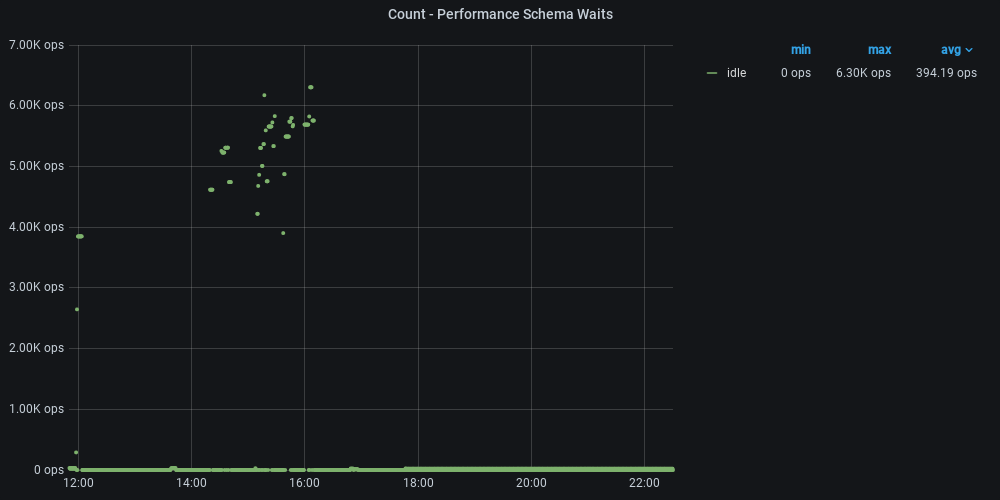 Count - Performance Schema Waits
7.00K ops
6.00K ops
5.00K ops
4.00K ops
3.00K ops
2.00K ops
1.00K ops
0 ops
12:00 14:00 16:00 18:00 20:00 22:00
min max avg
idle 0 ops 6.30K ops 394.19 ops